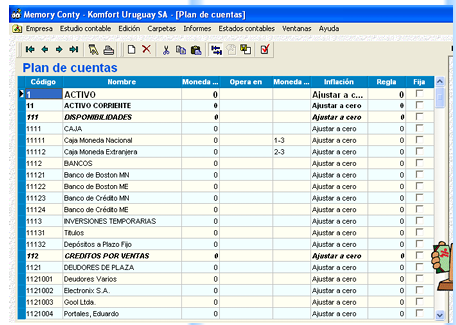 Memory Conty - Komfort Uruguay SA - [Plan de cuentas]
Empresa Estudio contable Edición Carpetas Informes Estados contables Ventanas Ayuda
Plan de cuentas
Código Nombre Moneda ... Opera en Moneda ... Inflación Regla Fija
1 ACTIVO 0 Ajustar a c... 0
11 ACTIVO CORRIENTE 0 Ajustar a cero 0
111 DISPONIBILIDADES 0 Ajustar a cero 0
1111 CAJA 0 Ajustar a cero 0
11111 Caja Moneda Nacional 0 1-3 Ajustar a cero 0
11112 Caja Moneda Extranjera 0 2-3 Ajustar a cero 0
1112 BANCOS 0 Ajustar a cero 0
11121 Banco de Boston MN 0 Ajustar a cero 0
11122 Banco de Boston ME 0 Ajustar a cero 0
11123 Banco de Crédito MN 0 Ajustar a cero 0
11124 Banco de Crédito ME 0 Ajustar a cero 0
1113 INVERSIONES TEMPORARIAS 0 Ajustar a cero 0
11131 Títulos 0 Ajustar a cero 0
11132 Depósitos a Plazo Fijo 0 Ajustar a cero 0
112 CREDITOS POR VENTAS 0 Ajustar a cero 0
1121 DEUDORES DE PLAZA 0 Ajustar a cero 0
1121001 Deudores Varios 0 Ajustar a cero 0
1121002 Electronix S.A. 0 Ajustar a cero 0
1121003 Gool Ltda. 0 Ajustar a cero 0
1121004 Portales, Eduardo 0 Ajustar a cero 0